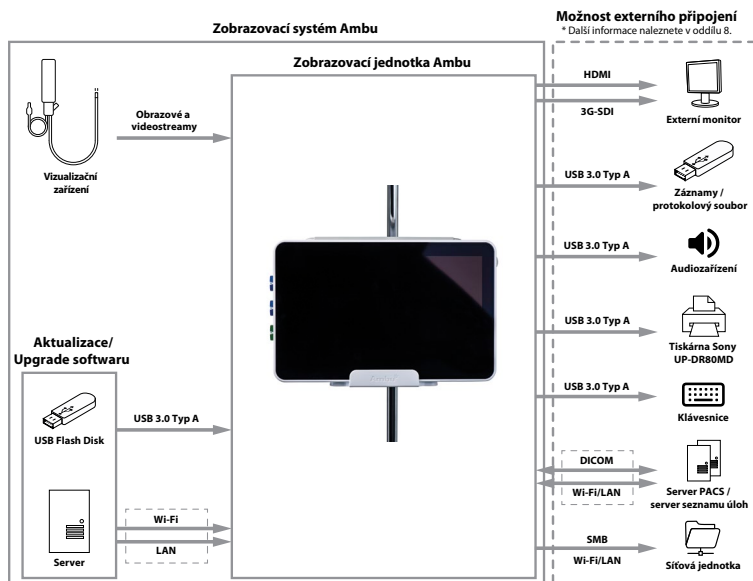 Možnost externího připojení
* Další informace naleznete v oddílu 8.
Zobrazovací systém Ambu
Zobrazovací jednotka Ambu
Obrazové a
videostreamy
Vizualizační
zařízení
Aktualizace/
Upgrade softwaru
USB Flash Disk
USB 3.0 Typ A
Server
Wi-Fi
LAN
HDMI
3G-SDI
Externí monitor
USB 3.0 Typ A
Záznamy /
protokolový soubor
USB 3.0 Typ A
Audiozařízení
USB 3.0 Typ A
Tiskárna Sony
UP-DR80MD
USB 3.0 Typ A
Klávesnice
DICOM
Wi-Fi/LAN
Server PACS /
server seznamu úloh
SMB
Wi-Fi/LAN
Síťová jednotka